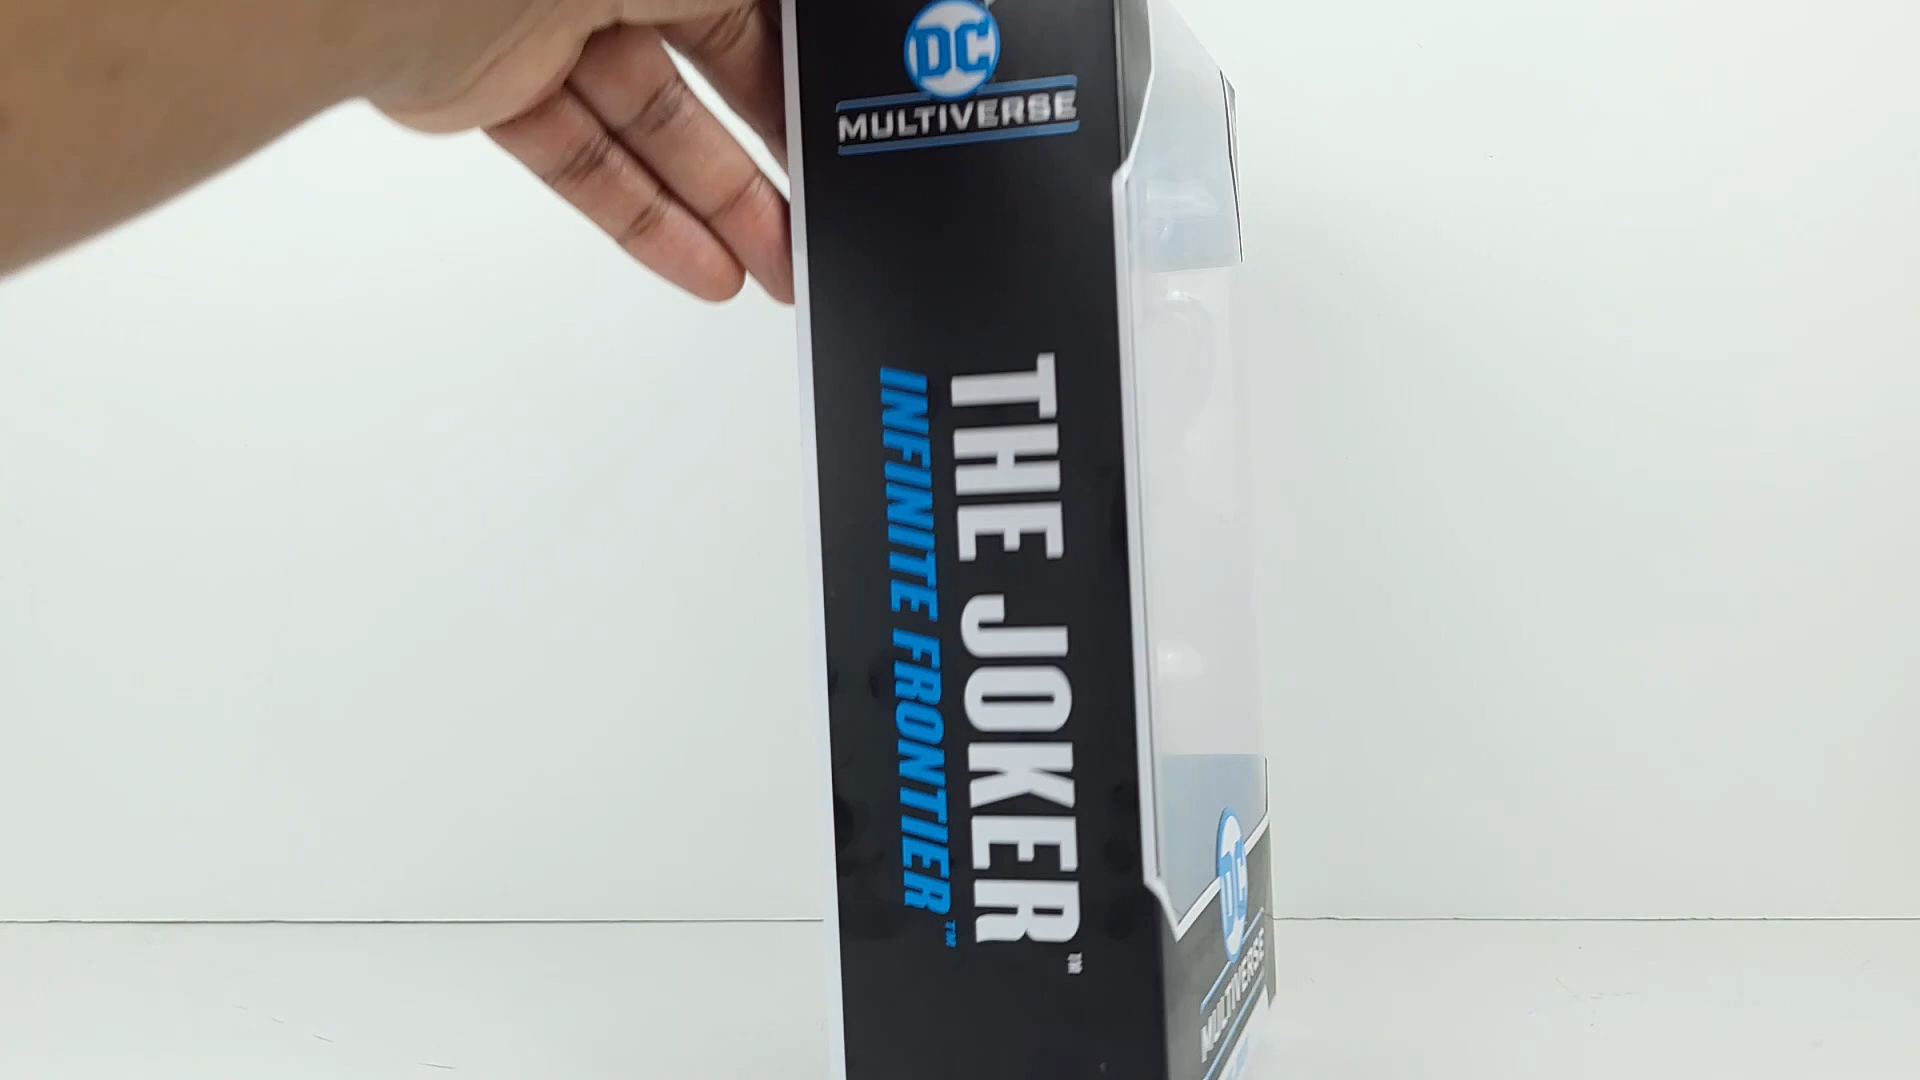 DC
MULTIVERSE
THE JOKER™
INFINITE FRONTIER™
DC
MULTIVERSE